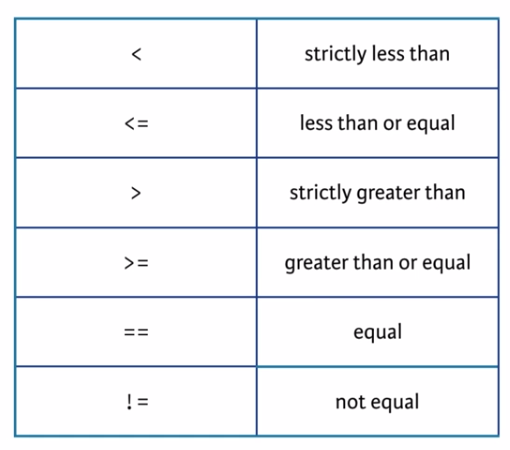 < strictly less than
<= less than or equal
> strictly greater than
>= greater than or equal
== equal
!= not equal